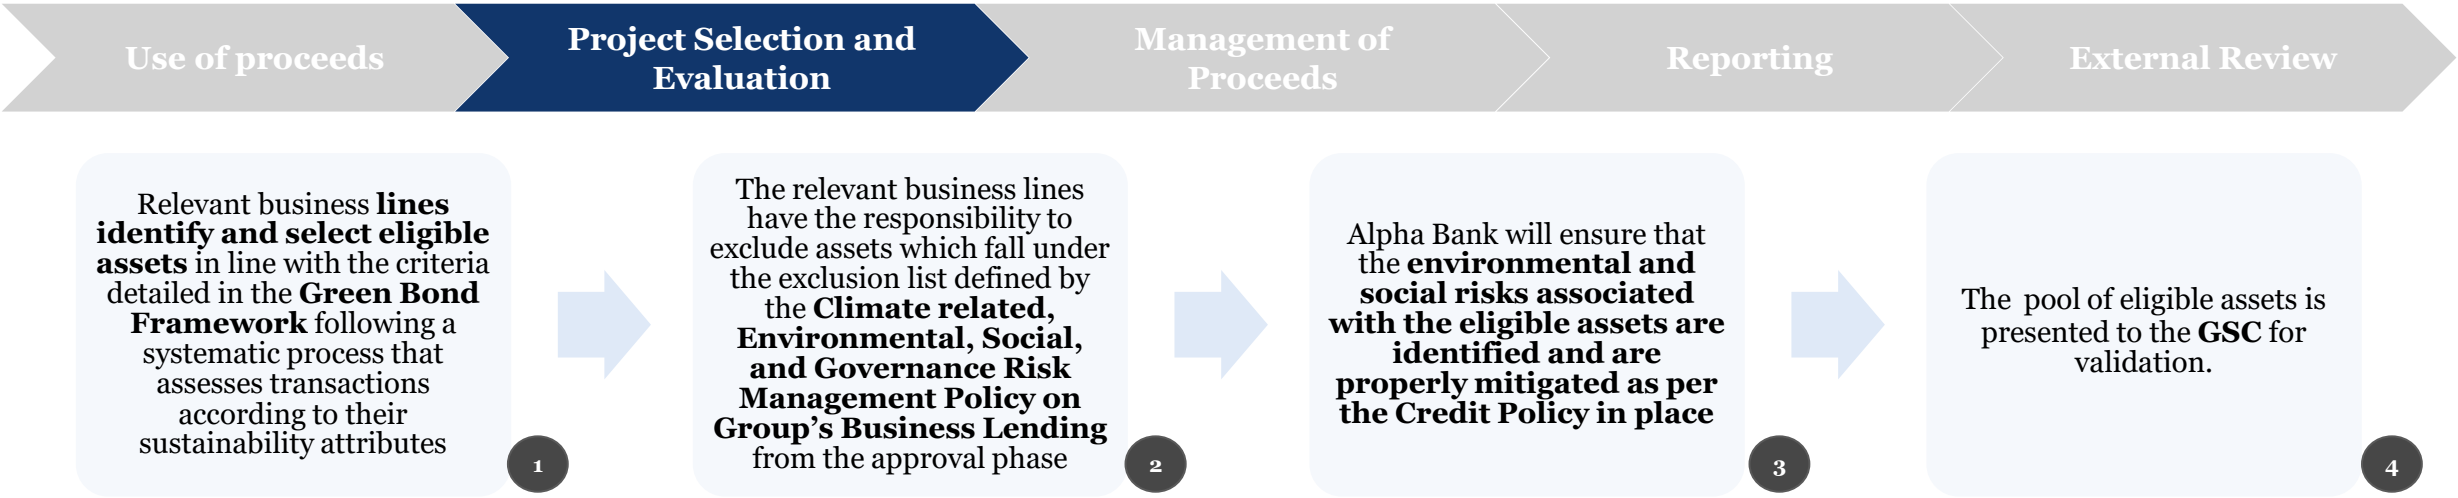 Use of proceeds
Project Selection and
Evaluation
Management of
Proceeds
Reporting
External Review
Relevant business lines
identify and select eligible
assets in line with the criteria
detailed in the Green Bond
Framework following a
systematic process that
assesses transactions
according to their
sustainability attributes
1
The relevant business lines
have the responsibility to
exclude assets which fall under
the exclusion list defined by
the Climate related,
Environmental, Social,
and Governance Risk
Management Policy on
Group’s Business Lending
from the approval phase
2
Alpha Bank will ensure that
the environmental and
social risks associated
with the eligible assets are
identified and are
properly mitigated as per
the Credit Policy in place
3
The pool of eligible assets is
presented to the GSC for
validation.
4